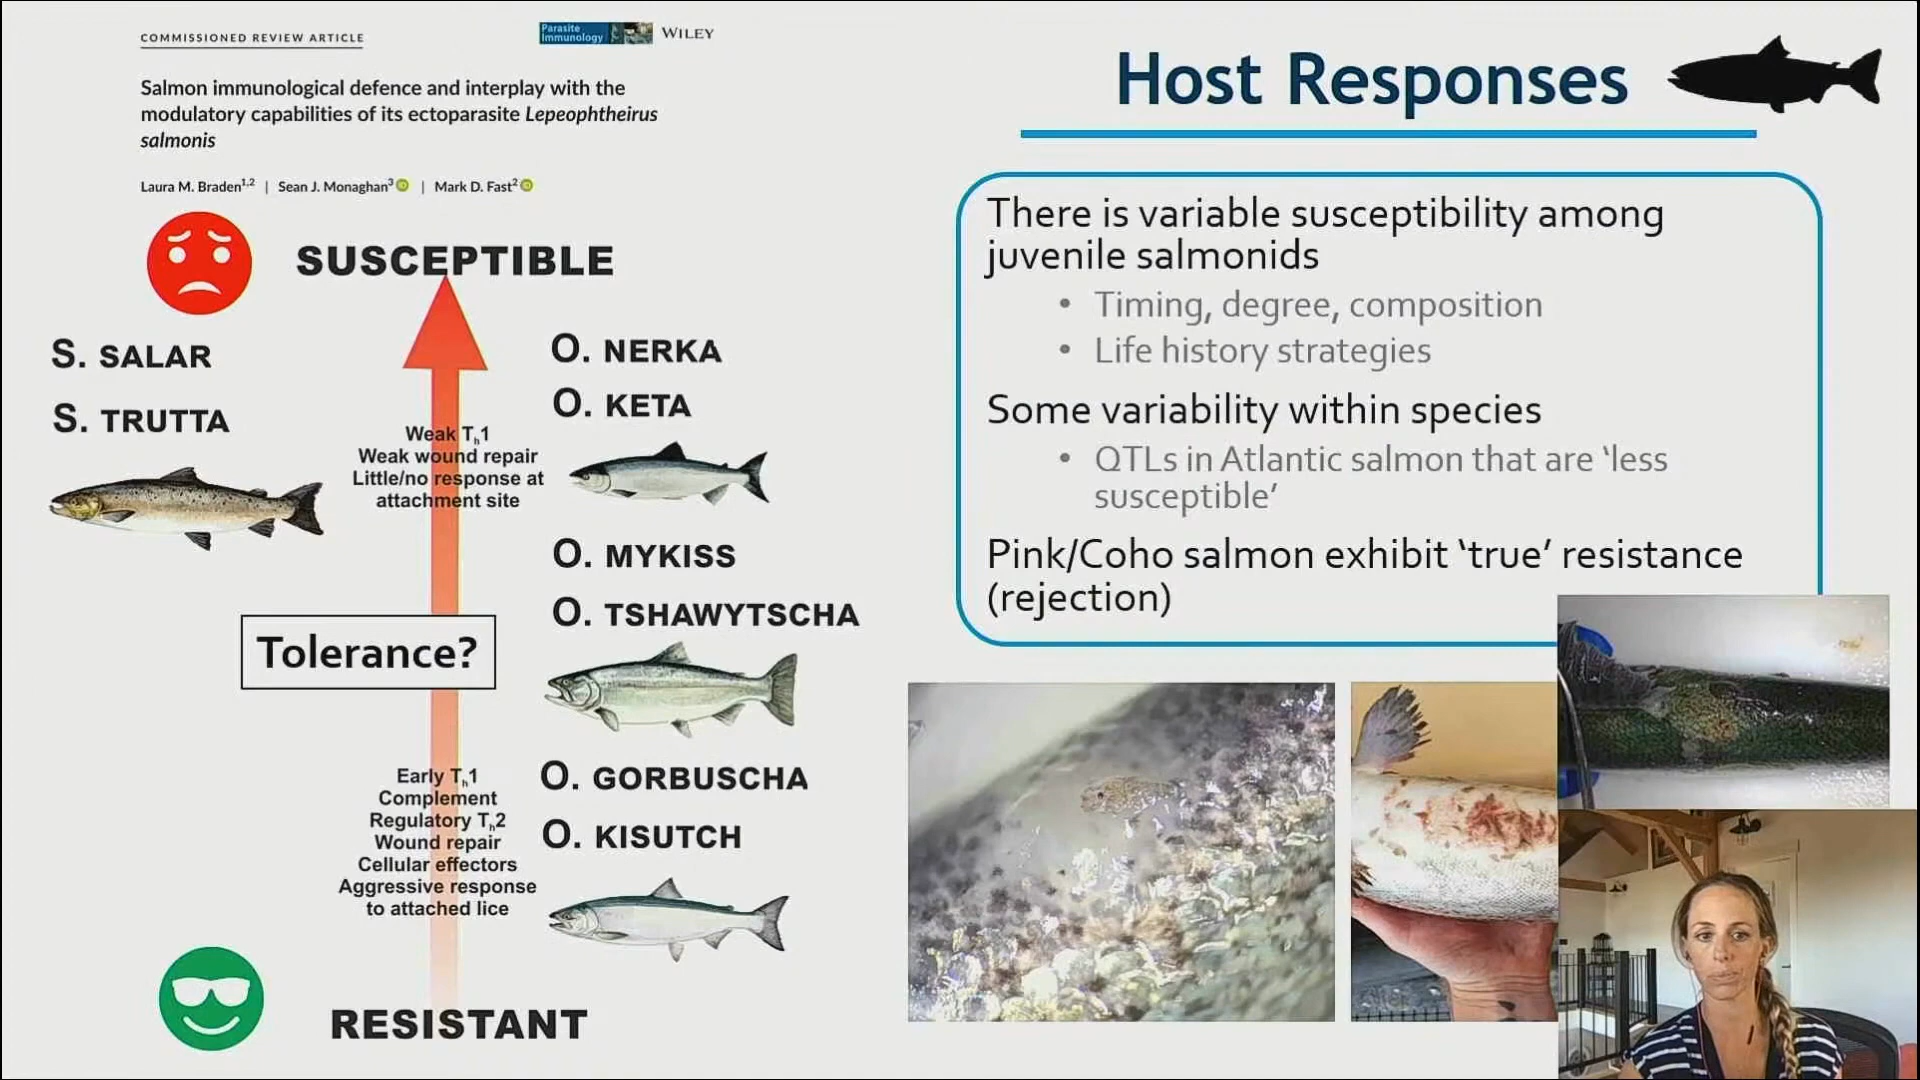 COMMISSIONED REVIEW ARTICLE
Parasite
Immunology
WILEY
Salmon immunological defence and interplay with the
modulatory capabilities of its ectoparasite Lepeophtheirus
salmonis
Laura M. Braden1,2 | Sean J. Monaghan3 | Mark D. Fast2
SUSCEPTIBLE
S. SALAR
S. TRUTTA
O. NERKA
O. KETA
Weak Th1
Weak wound repair
Little/no response at
attachment site
O. MYKISS
O. TSHAWYTSCHA
Tolerance?
Early Th1
Complement
Regulatory Th2
Wound repair
Cellular effectors
Aggressive response
to attached lice
O. GORBUSCHA
O. KISUTCH
RESISTANT
Host Responses
There is variable susceptibility among
juvenile salmonids
• Timing, degree, composition
• Life history strategies
Some variability within species
• QTLs in Atlantic salmon that are ‘less
susceptible’
Pink/Coho salmon exhibit ‘true’ resistance
(rejection)